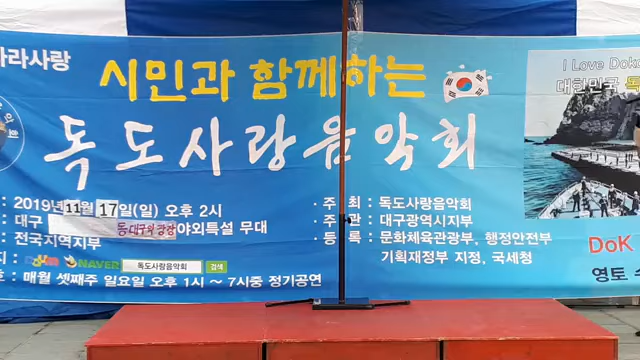 나라사랑
시민과 함께하는
독도사랑음악회
I Love Dok
대한민국 독
: 2019년 11월 17일(일) 오후 2시
: 대구 동대구역 광장 야외특설 무대
: 전국지역지부
NAVER 독도사랑음악회 검색
: 매월 셋째주 일요일 오후 1시 ~ 7시중 정기공연
· 주 최 : 독도사랑음악회
· 주 관 : 대구광역시지부
· 등 록 : 문화체육관광부, 행정안전부
기획재정부 지정, 국세청
DoK
영토 수